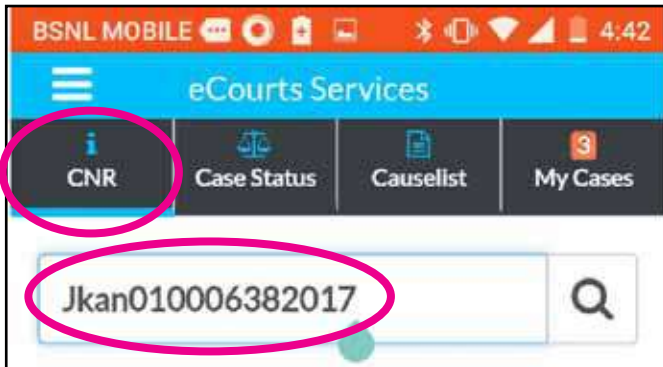 BSNL MOBILE 4:42
eCourts Services
CNR Case Status Causelist 3 My Cases
Jkan010006382017